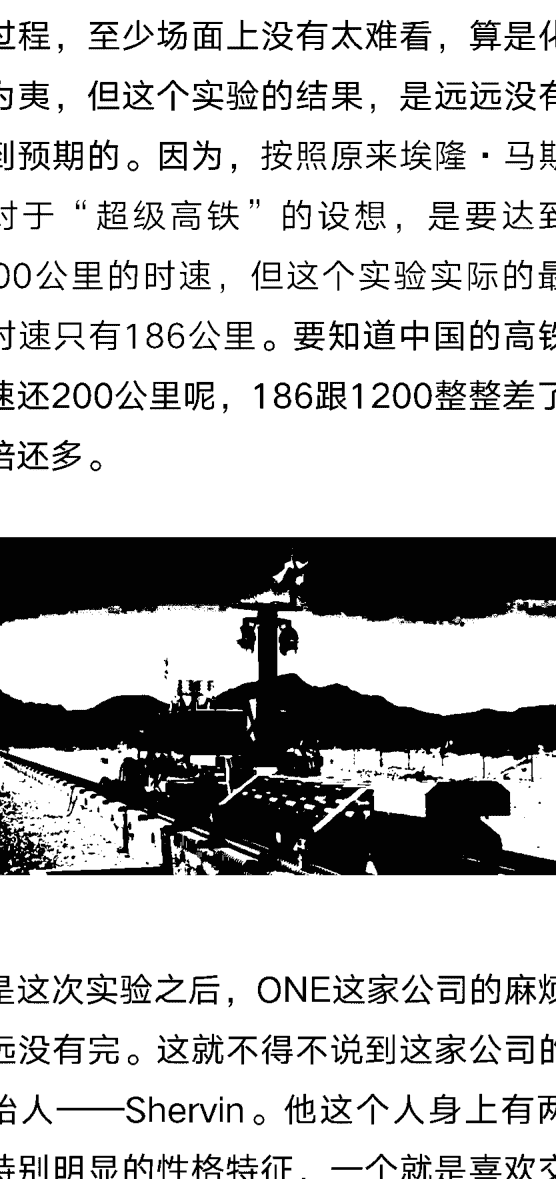 过程，至少场面上没有太难看，算是化
为夷，但这个实验的结果，是远远没有
到预期的。因为，按照原来埃隆·马斯
对于“超级高铁”的设想，是要达到
00公里的时速，但这个实验实际的最
时速只有186公里。要知道中国的高铁
速还200公里呢，186跟1200整整差了
倍还多。
是这次实验之后，ONE这家公司的麻烦
远没有完。这就不得不说到这家公司的
始人——Shervin。他这个人身上有两
特别明显的性格特征，一个就是喜欢交